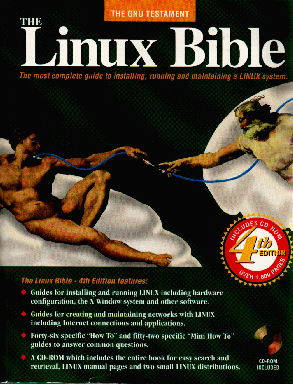 THE GNU TESTAMENT
THE
Linux Bible
The most complete guide to installing, running and maintaining a LINUX system.
INCLUDES CD ROM
4th
EDITION
OVER 1,600 PAGES
The Linux Bible - 4th Edition features:
Guides for installing and running LINUX including hardware
configuration, the X Window system and other software.
Guides for creating and maintaining networks with LINUX
including Internet connections and applications.
Forty-six specific "How To" and fifty-two specific "Mini How To"
guides to answer common questions.
A CD-ROM which includes the entire book for easy search and
retrieval, LINUX manual pages and two small LINUX distributions.
CD-ROM
INCLUDED